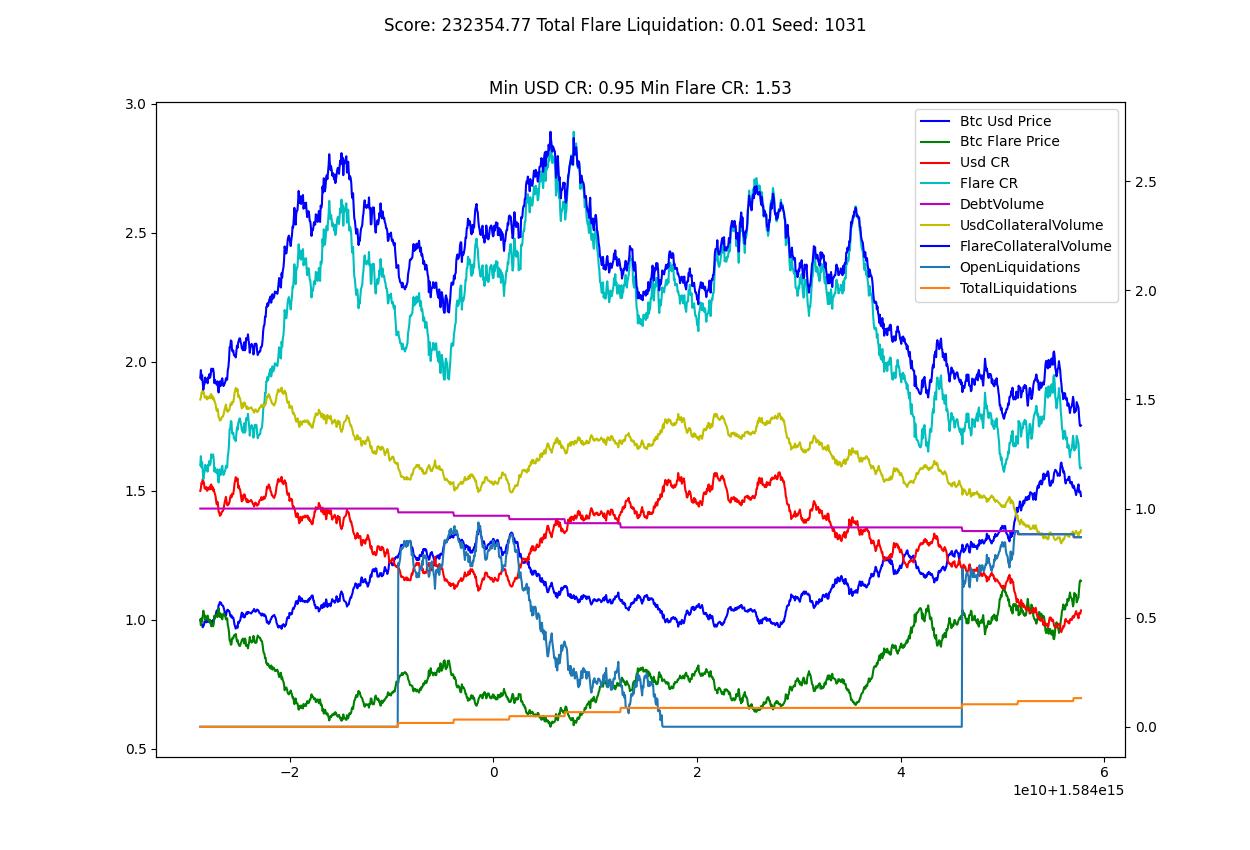 Score: 232354.77 Total Flare Liquidation: 0.01 Seed: 1031
Min USD CR: 0.95 Min Flare CR: 1.53
3.0
2.5
2.0
1.5
1.0
0.5
Btc Usd Price
Btc Flare Price
Usd CR
Flare CR
DebtVolume
UsdCollateralVolume
FlareCollateralVolume
OpenLiquidations
TotalLiquidations
2.5
2.0
1.5
1.0
0.5
0.0
−2 0 2 4 6
1e10+1.584e15